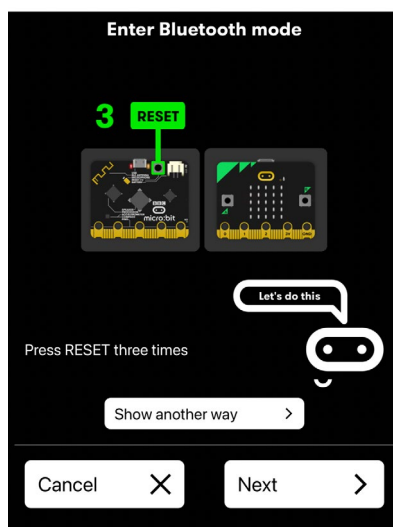 Enter Bluetooth mode
3 RESET
BBC
micro:bit
Let's do this
Press RESET three times
Show another way
Cancel
Next